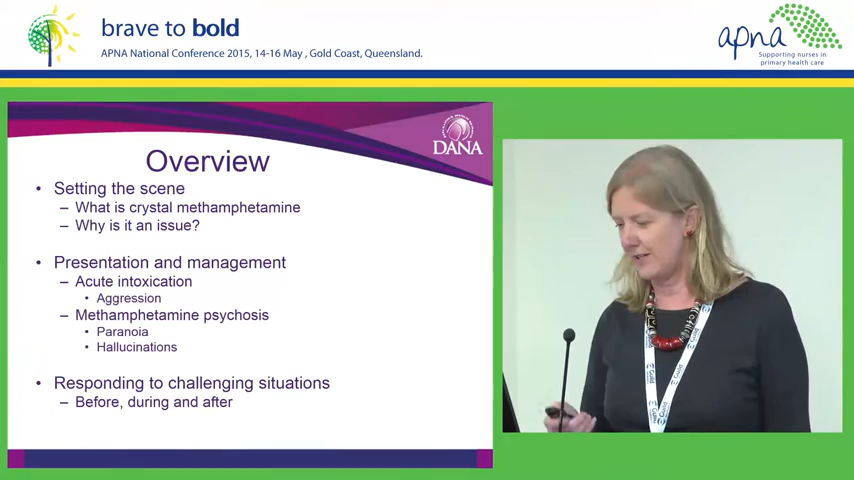 brave to bold
APNA National Conference 2015, 14-16 May , Gold Coast, Queensland.
apna
Supporting nurses in
primary health care
DANA
Overview
• Setting the scene
– What is crystal methamphetamine
– Why is it an issue?
• Presentation and management
– Acute intoxication
• Aggression
– Methamphetamine psychosis
• Paranoia
• Hallucinations
• Responding to challenging situations
– Before, during and after
Guild
Guild